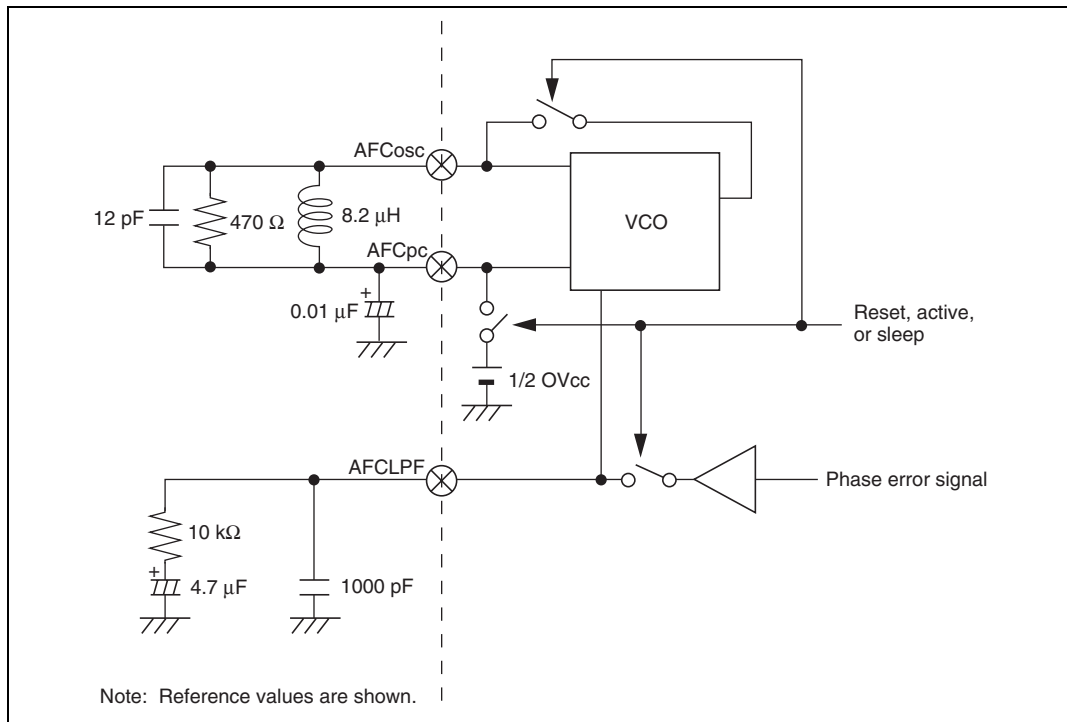 AFCosc
12 pF
470 Ω
8.2 μH
VCO
AFCpc
+
0.01 μF
Reset, active,
or sleep
1/2 OVcc
AFCLPF
Phase error signal
10 kΩ
+
4.7 μF
1000 pF
Note: Reference values are shown.